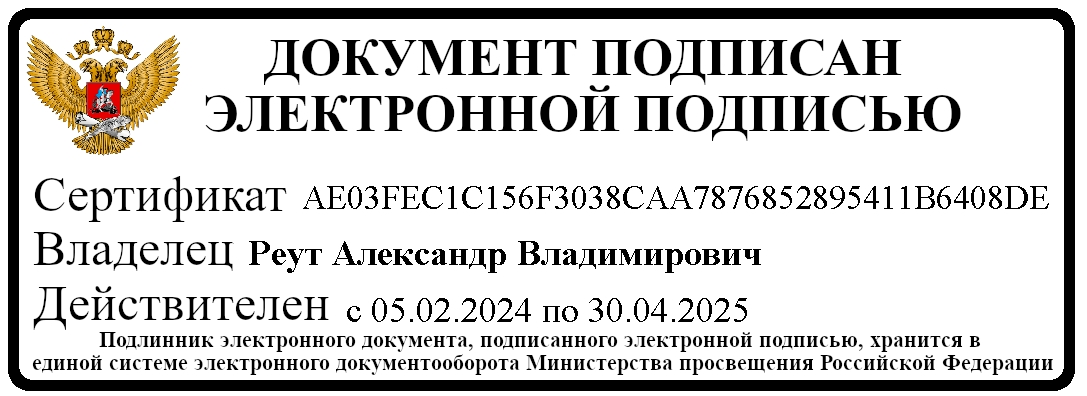 ДОКУМЕНТ ПОДПИСАН
ЭЛЕКТРОННОЙ ПОДПИСЬЮ
Сертификат AE03FEC1C156F3038CAA7876852895411B6408DE
Владелец Реут Александр Владимирович
Действителен с 05.02.2024 по 30.04.2025
Подлинник электронного документа, подписанного электронной подписью, хранится в
единой системе электронного документооборота Министерства просвещения Российской Федерации